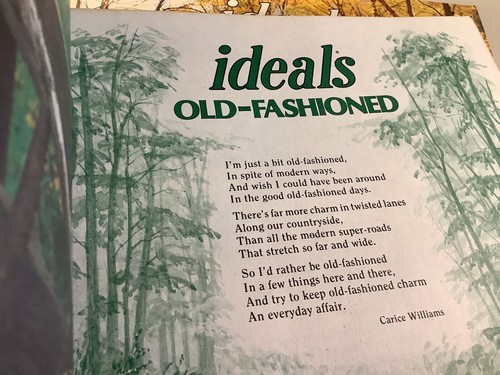 ideals
OLD-FASHIONED
I'm just a bit old-fashioned,
In spite of modern ways,
And wish I could have been around
In the good old-fashioned days.
There's far more charm in twisted lanes
Along our countryside,
Than all the modern super-roads
That stretch so far and wide.
So I'd rather be old-fashioned
In a few things here and there,
And try to keep old-fashioned charm
An everyday affair.
Carice Williams